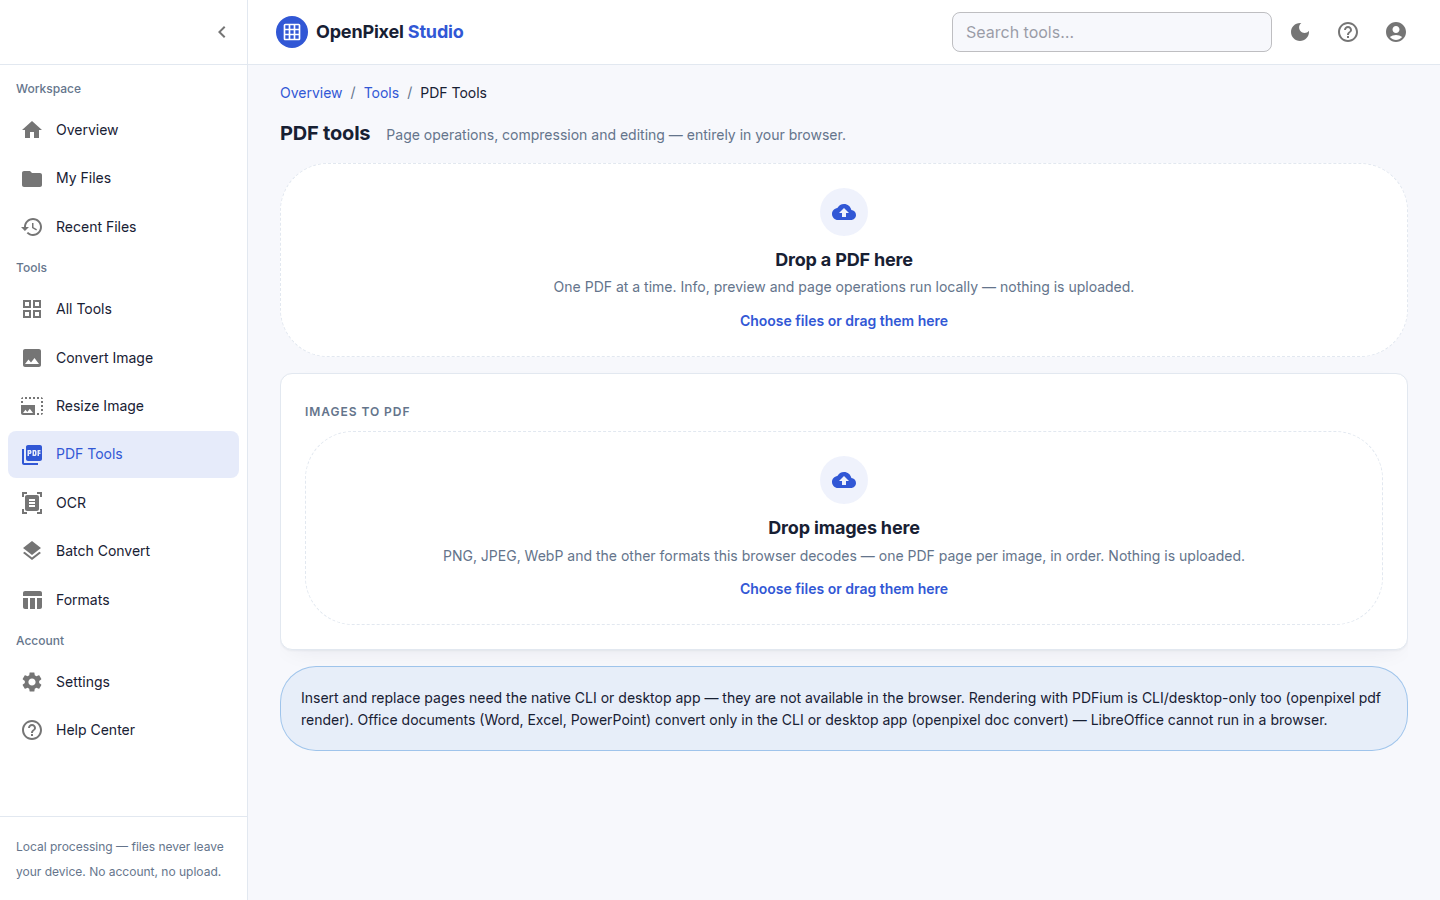 OpenPixel Studio
Search tools...
Workspace
Overview
My Files
Recent Files
Tools
All Tools
Convert Image
Resize Image
PDF
PDF Tools
OCR
Batch Convert
Formats
Account
Settings
Help Center
Local processing — files never leave
your device. No account, no upload.
Overview / Tools / PDF Tools
PDF tools Page operations, compression and editing — entirely in your browser.
Drop a PDF here
One PDF at a time. Info, preview and page operations run locally — nothing is uploaded.
Choose files or drag them here
IMAGES TO PDF
Drop images here
PNG, JPEG, WebP and the other formats this browser decodes — one PDF page per image, in order. Nothing is uploaded.
Choose files or drag them here
Insert and replace pages need the native CLI or desktop app — they are not available in the browser. Rendering with PDFium is CLI/desktop-only too (openpixel pdf
render). Office documents (Word, Excel, PowerPoint) convert only in the CLI or desktop app (openpixel doc convert) — LibreOffice cannot run in a browser.